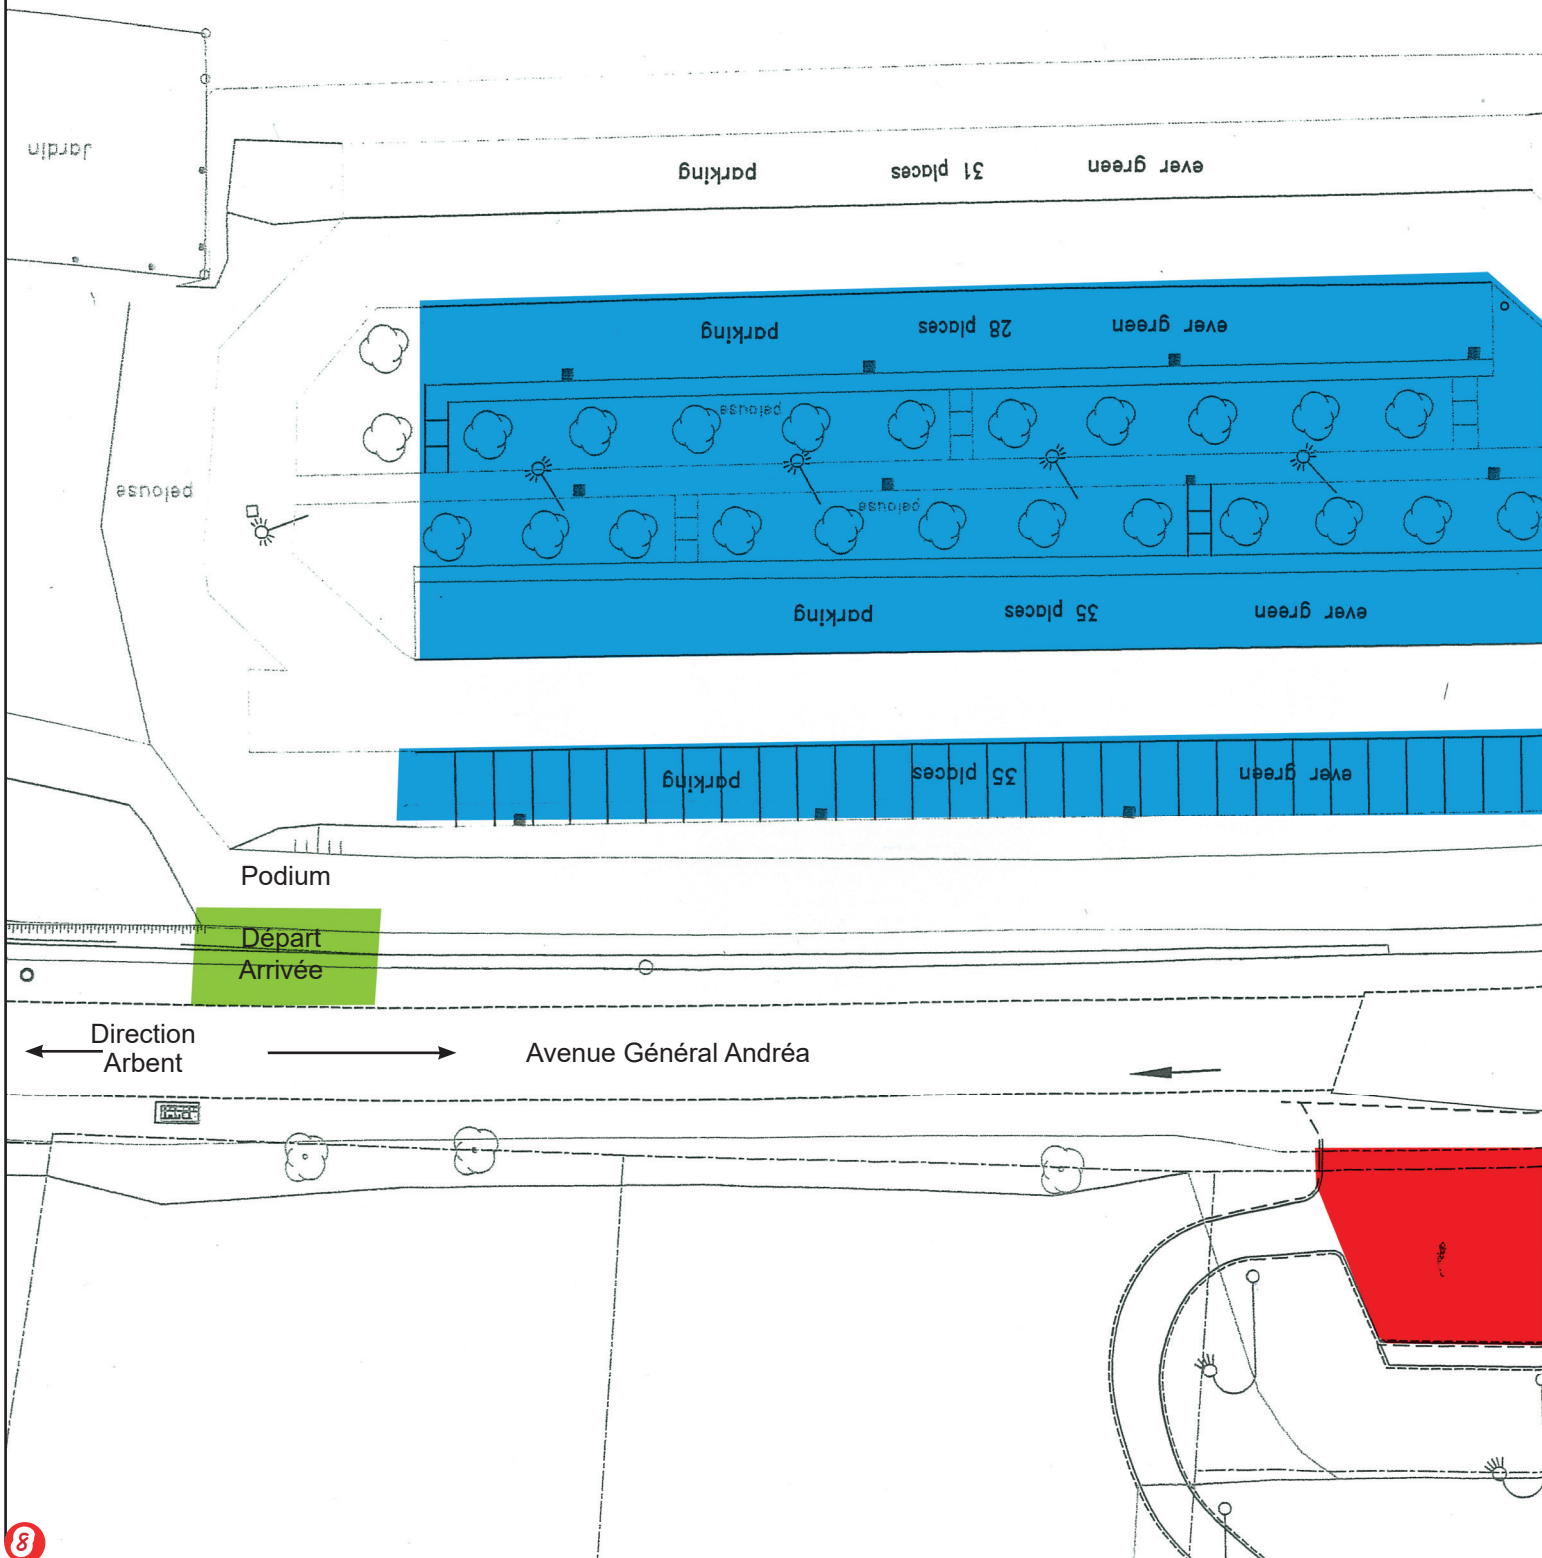 Jardin
parking 31 places ever green
parking 28 places ever green
pelouse
pelouse
pelouse
parking 35 places ever green
parking 35 places ever green
Podium
Départ
Arrivée
Direction
Arbent
Avenue Général Andréa
8